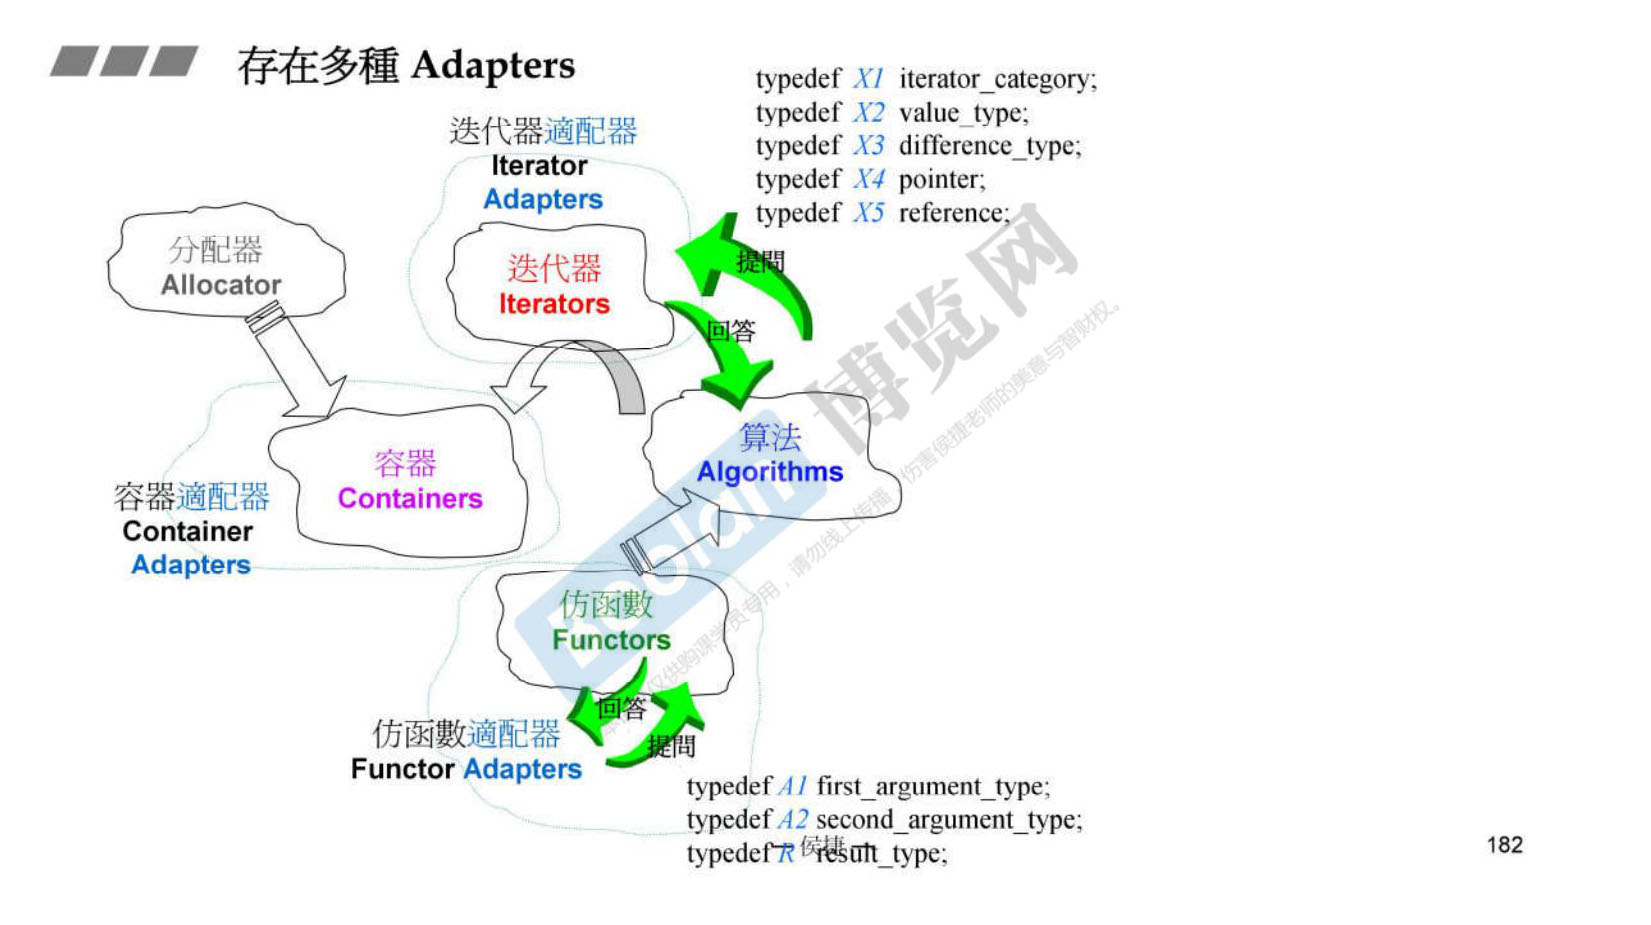 存在多種 Adapters
typedef X1 iterator_category;
typedef X2 value_type;
typedef X3 difference_type;
typedef X4 pointer;
typedef X5 reference;
迭代器適配器
Iterator
Adapters
分配器
Allocator
迭代器
Iterators
提問
回答
算法
Algorithms
容器
Containers
容器適配器
Container
Adapters
仿函數
Functors
回答
提問
仿函數適配器
Functor Adapters
typedef A1 first_argument_type;
typedef A2 second_argument_type;
typedef R result_type;
— 侯捷 —
182
Boolan
博览网
仅供购课学员专用，请勿线上传播
伤害侯捷老师的美意与智财权。